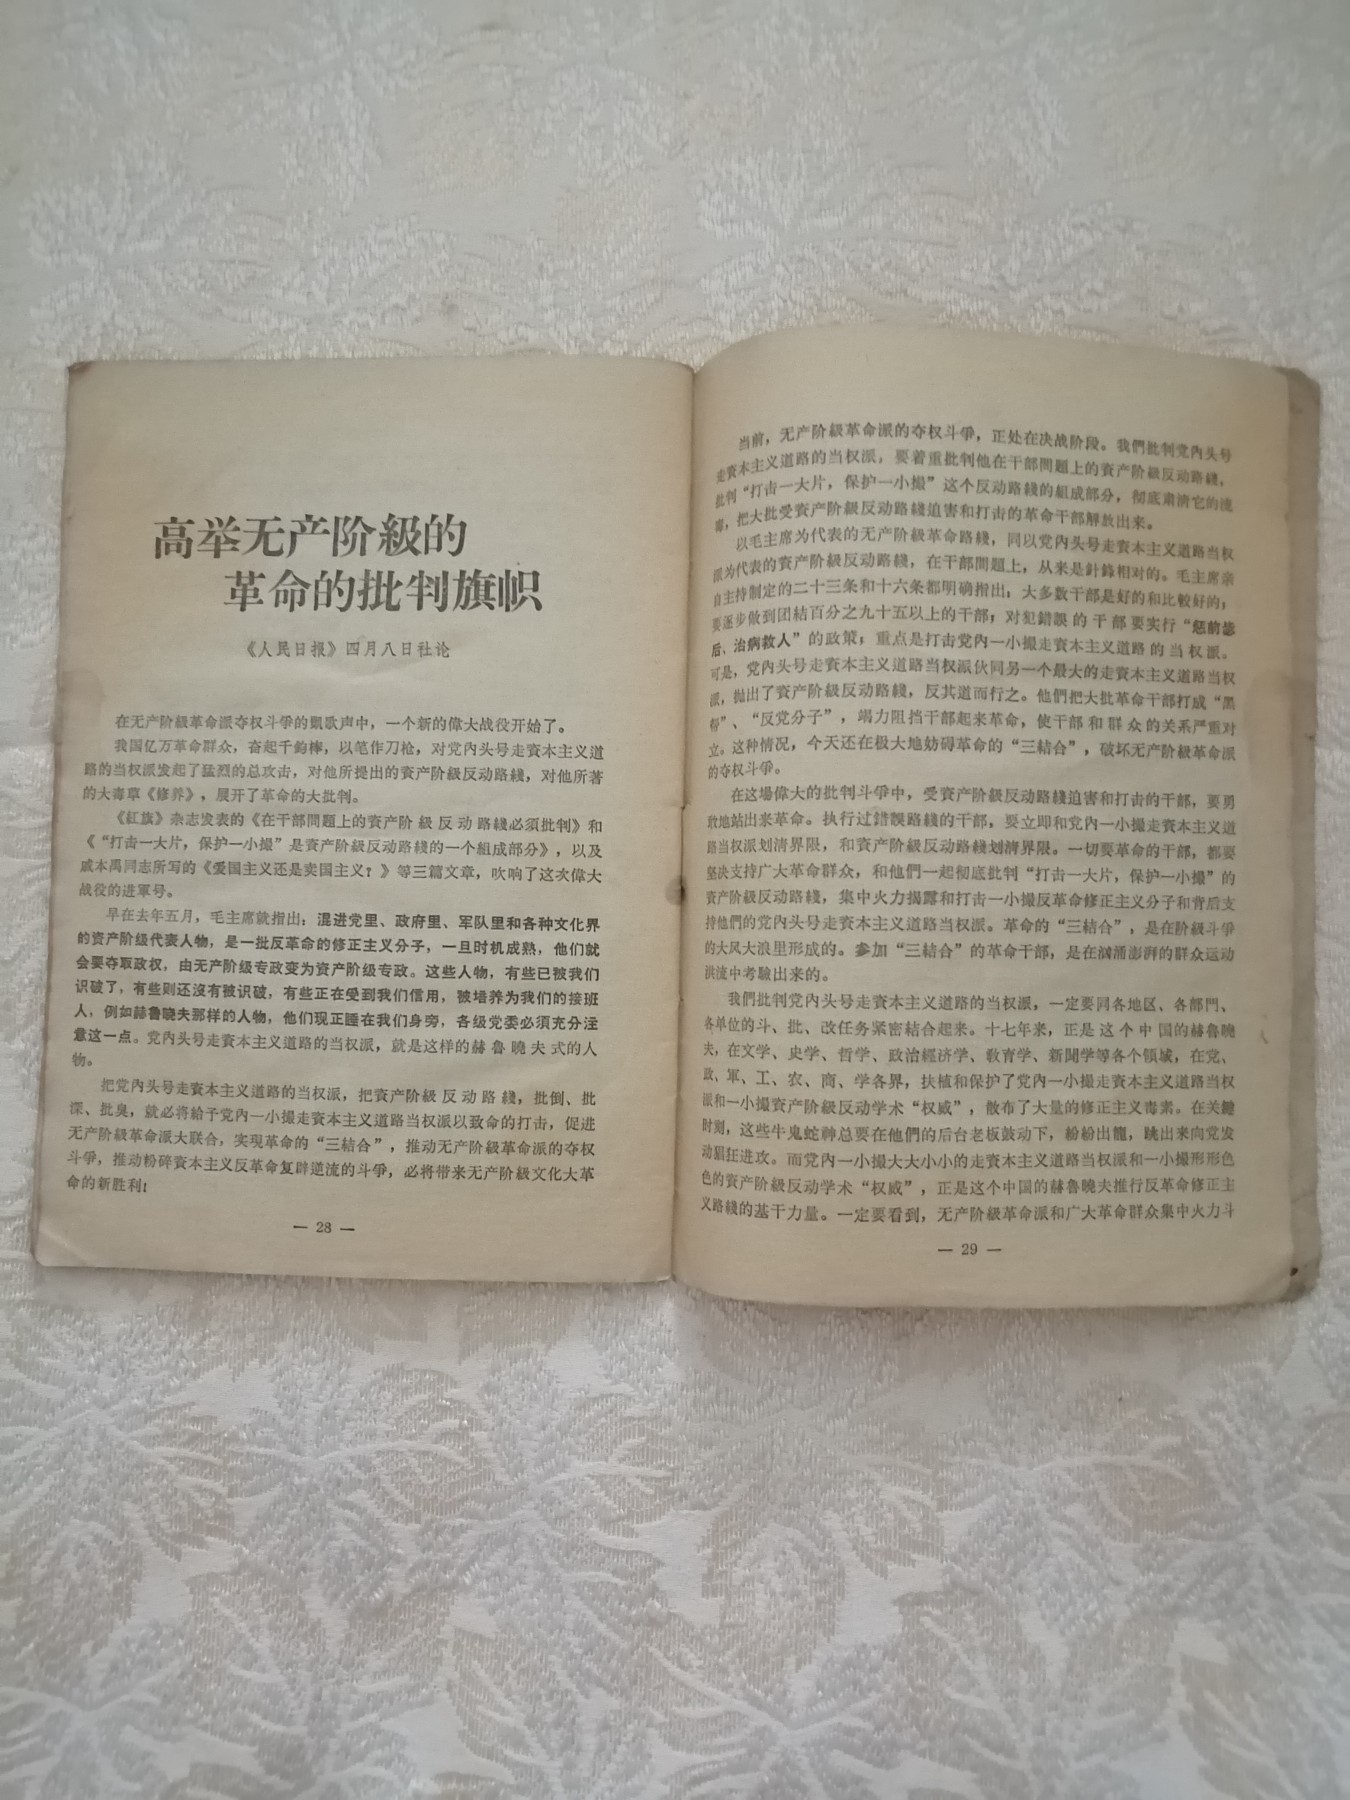 高举无产阶級的
革命的批判旗帜
《人民日报》四月八日社论
在无产阶級革命派夺权斗爭的凱歌声中，一个新的偉大战役开始了。
我国亿万革命群众，奋起千鈞棒，以笔作刀枪，对党內头号走資本主义道
路的当权派发起了猛烈的总攻击，对他所提出的資产阶級反动路綫，对他所著
的大毒草《修养》，展开了革命的大批判。
《紅旗》杂志发表的《在干部問題上的資产阶級反动路綫必須批判》和
《“打击一大片，保护一小撮”是資产阶級反动路綫的一个組成部分》，以及
戚本禹同志所写的《爱国主义还是卖国主义？》等三篇文章，吹响了这次偉大
战役的进軍号。
早在去年五月，毛主席就指出：混进党里、政府里、军队里和各种文化界
的资产阶级代表人物，是一批反革命的修正主义分子，一旦时机成熟，他们就
会要夺取政权，由无产阶级专政变为资产阶级专政。这些人物，有些已被我们
识破了，有些则还沒有被识破，有些正在受到我们信用，被培养为我们的接班
人，例如赫鲁晓夫那样的人物，他们现正睡在我们身旁，各级党委必须充分注
意这一点。党內头号走資本主义道路的当权派，就是这样的赫鲁曉夫式的人
物。
把党內头号走資本主义道路的当权派，把資产阶級反动路綫，批倒、批
深、批臭，就必将給予党內一小撮走資本主义道路当权派以致命的打击，促进
无产阶級革命派大联合，实現革命的“三結合”，推动无产阶級革命派的夺权
斗爭，推动粉碎資本主义反革命复辟逆流的斗爭，必将带来无产阶級文化大革
命的新胜利！
— 28 —
当前，无产阶級革命派的夺权斗爭，正处在决战阶段。我們批判党內头号
走資本主义道路的当权派，要着重批判他在干部問題上的資产阶級反动路綫，
批判“打击一大片，保护一小撮”这个反动路綫的組成部分，彻底肃清它的流
毒，把大批受資产阶級反动路綫迫害和打击的革命干部解放出来。
以毛主席为代表的无产阶級革命路綫，同以党內头号走資本主义道路当权
派为代表的資产阶級反动路綫，在干部問題上，从来是針鋒相对的。毛主席亲
自主持制定的二十三条和十六条都明确指出：大多数干部是好的和比較好的；
要逐步做到团結百分之九十五以上的干部；对犯錯誤的干部要实行“惩前毖
后、治病救人”的政策；重点是打击党內一小撮走資本主义道路的当权派。
可是，党內头号走資本主义道路当权派伙同另一个最大的走資本主义道路当权
派，抛出了資产阶級反动路綫，反其道而行之。他們把大批革命干部打成“黑
帮”、“反党分子”，竭力阻挡干部起来革命，使干部和群众的关系严重对
立。这种情况，今天还在极大地妨碍革命的“三結合”，破坏无产阶級革命派
的夺权斗爭。
在这場偉大的批判斗爭中，受資产阶級反动路綫迫害和打击的干部，要勇
敢地站出来革命。执行过錯誤路綫的干部，要立即和党內一小撮走資本主义道
路当权派划清界限，和資产阶級反动路綫划清界限。一切要革命的干部，都要
坚决支持广大革命群众，和他們一起彻底批判“打击一大片，保护一小撮”的
資产阶級反动路綫，集中火力揭露和打击一小撮反革命修正主义分子和背后支
持他們的党內头号走資本主义道路当权派。革命的“三結合”，是在阶級斗爭
的大风大浪里形成的。参加“三結合”的革命干部，是在汹涌澎湃的群众运动
洪流中考驗出来的。
我們批判党內头号走資本主义道路的当权派，一定要同各地区、各部門、
各单位的斗、批、改任务紧密結合起来。十七年来，正是这个中国的赫鲁曉
夫，在文学、史学、哲学、政治經济学、教育学、新聞学等各个領域，在党、
政、軍、工、农、商、学各界，扶植和保护了党內一小撮走資本主义道路当权
派和一小撮資产阶級反动学术“权威”，散布了大量的修正主义毒素。在关鍵
时刻，这些牛鬼蛇神总要在他們的后台老板鼓动下，紛紛出籠，跳出来向党发
动猖狂进攻。而党內一小撮大大小小的走資本主义道路当权派和一小撮形形色
色的資产阶級反动学术“权威”，正是这个中国的赫鲁曉夫推行反革命修正主
义路綫的基干力量。一定要看到，无产阶級革命派和广大革命群众集中火力斗
— 29 —